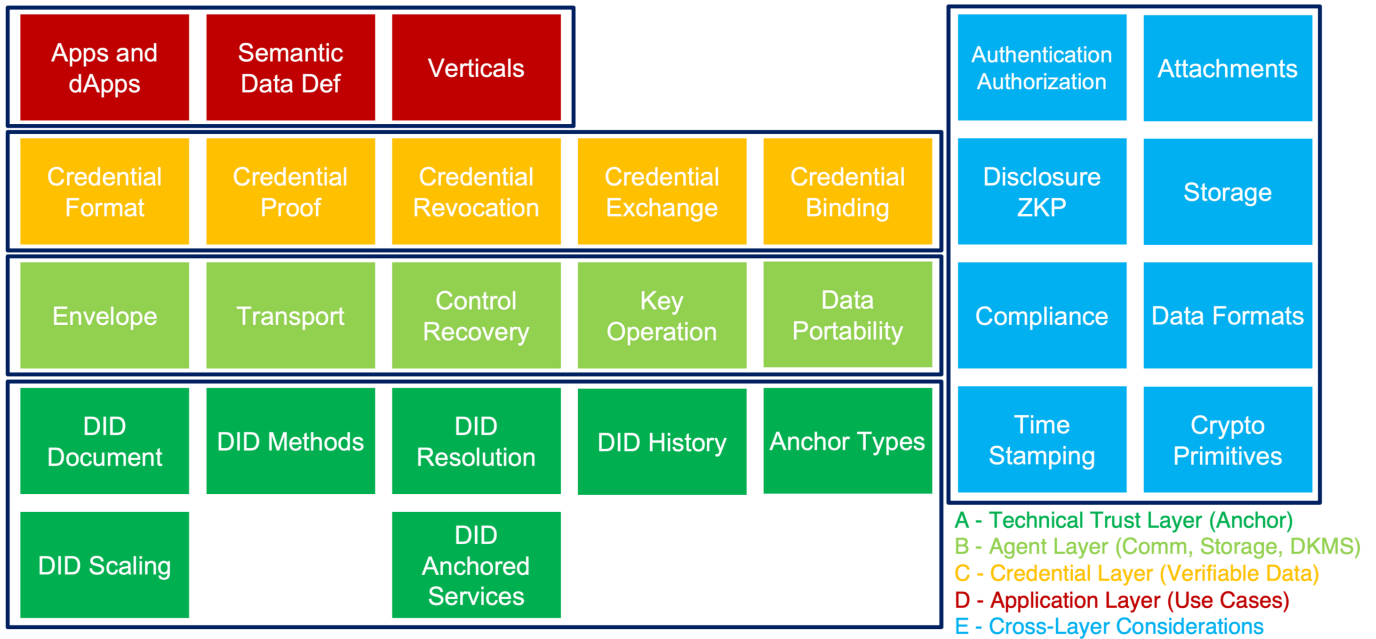 Apps and
dApps
Semantic
Data Def
Verticals
Credential
Format
Credential
Proof
Credential
Revocation
Credential
Exchange
Credential
Binding
Envelope
Transport
Control
Recovery
Key
Operation
Data
Portability
DID
Document
DID Methods
DID
Resolution
DID History
Anchor Types
DID Scaling
DID
Anchored
Services
Authentication
Authorization
Attachments
Disclosure
ZKP
Storage
Compliance
Data Formats
Time
Stamping
Crypto
Primitives
A - Technical Trust Layer (Anchor)
B - Agent Layer (Comm, Storage, DKMS)
C - Credential Layer (Verifiable Data)
D - Application Layer (Use Cases)
E - Cross-Layer Considerations